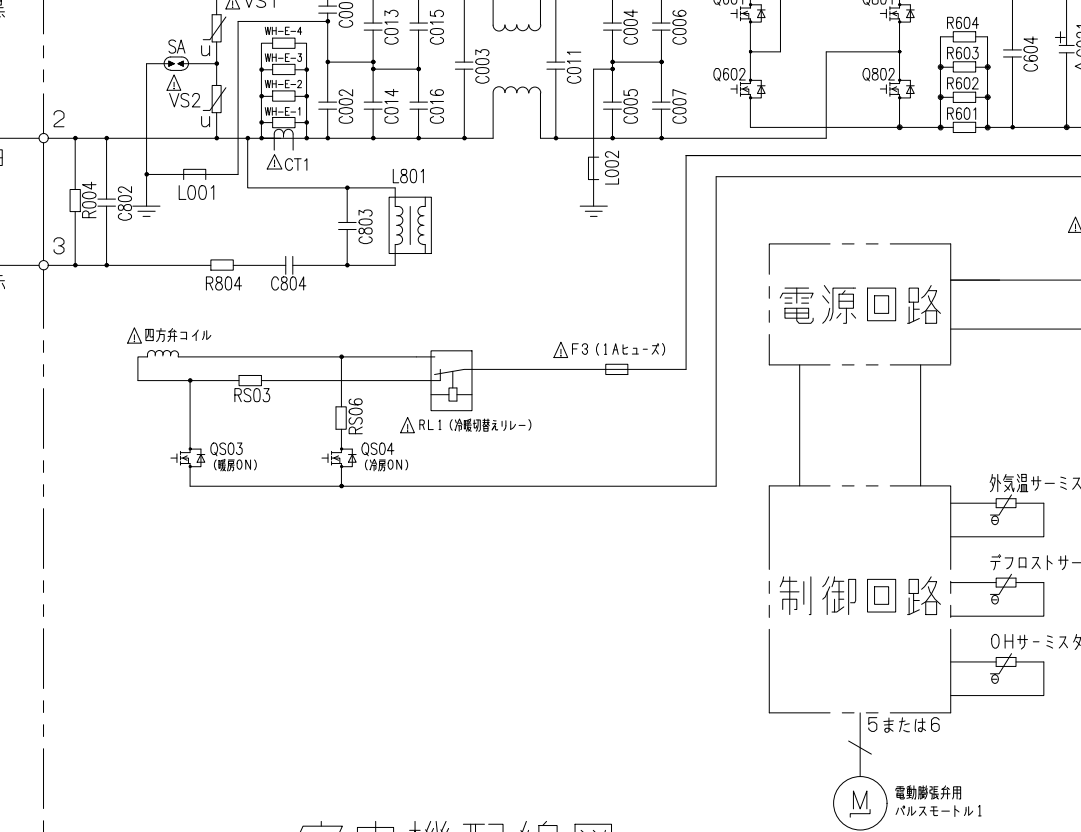 VS1
SA
VS2
u
u
WH-E-4
WH-E-3
WH-E-2
WH-E-1
CT1
C002
C013
C014
C015
C016
C003
C011
C004
C005
C006
C007
Q602
Q802
R604
R603
R602
R601
C604
2
R004
C802
L001
L002
L801
C803
3
R804
C804
電源回路
四方弁コイル
F3(1Aヒューズ)
RS03
RS06
RL1(冷暖切替えリレー)
QS03
(暖房ON)
QS04
(冷房ON)
外気温サーミス
デフロストサー
制御回路
OHサーミスタ
θ
θ
θ
5または6
M
電動膨張弁用
パルスモートル1